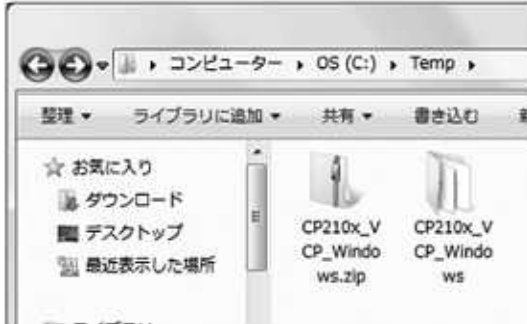 コンピューター ▸ OS (C:) ▸ Temp ▸
整理 ▼ ライブラリに追加 ▼ 共有 ▼ 書き込む
お気に入り
ダウンロード
デスクトップ
最近表示した場所
CP210x_V
CP_Windo
ws.zip
CP210x_V
CP_Windo
ws